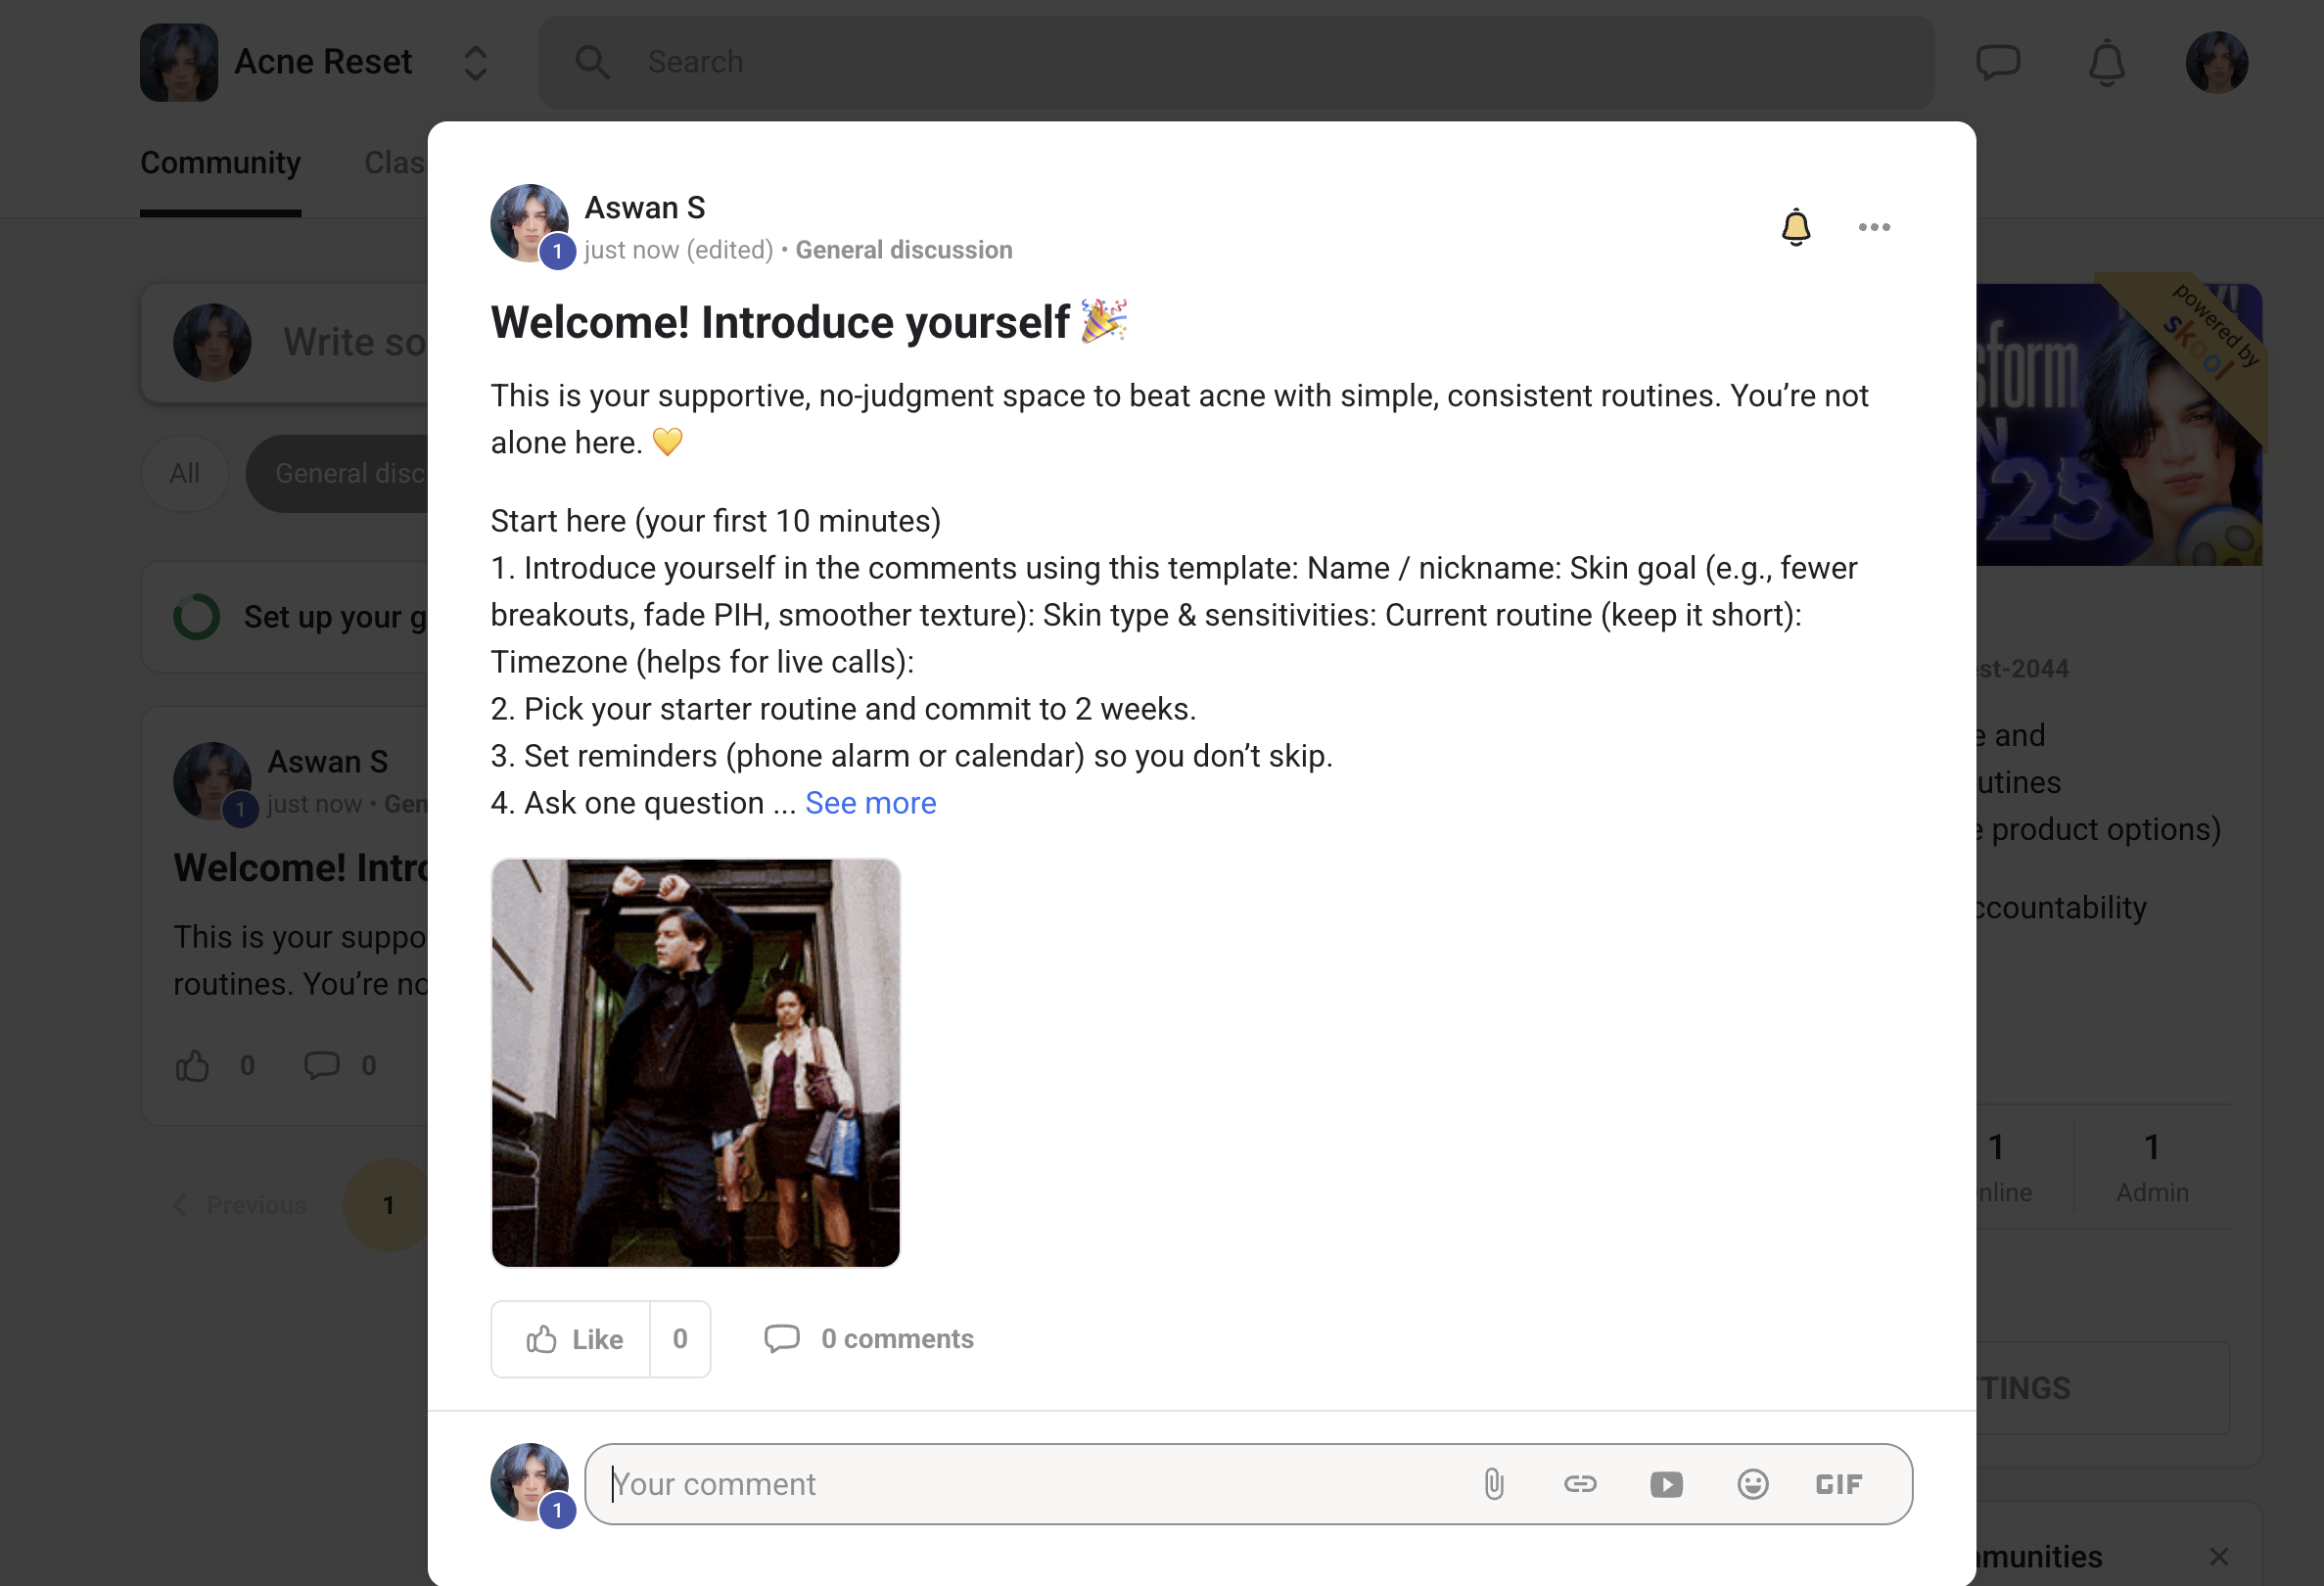 Acne Reset
Search
Community
Clas
Write so
All
General disc
Set up your g
Aswan S
1
just now • Gen
Welcome! Intro
This is your suppo
routines. You’re no
0
0
Previous
1
Aswan S
1
just now (edited) • General discussion
Welcome! Introduce yourself🎉
This is your supportive, no-judgment space to beat acne with simple, consistent routines. You’re not
alone here. 💛
Start here (your first 10 minutes)
1. Introduce yourself in the comments using this template: Name / nickname: Skin goal (e.g., fewer
breakouts, fade PIH, smoother texture): Skin type & sensitivities: Current routine (keep it short):
Timezone (helps for live calls):
2. Pick your starter routine and commit to 2 weeks.
3. Set reminders (phone alarm or calendar) so you don’t skip.
4. Ask one question ... See more
Like
0
0 comments
1
Your comment
GIF
powered by
skool
sform
N
025
est-2044
e and
utines
e product options)
ccountability
1
nline
1
Admin
TTINGS
munities